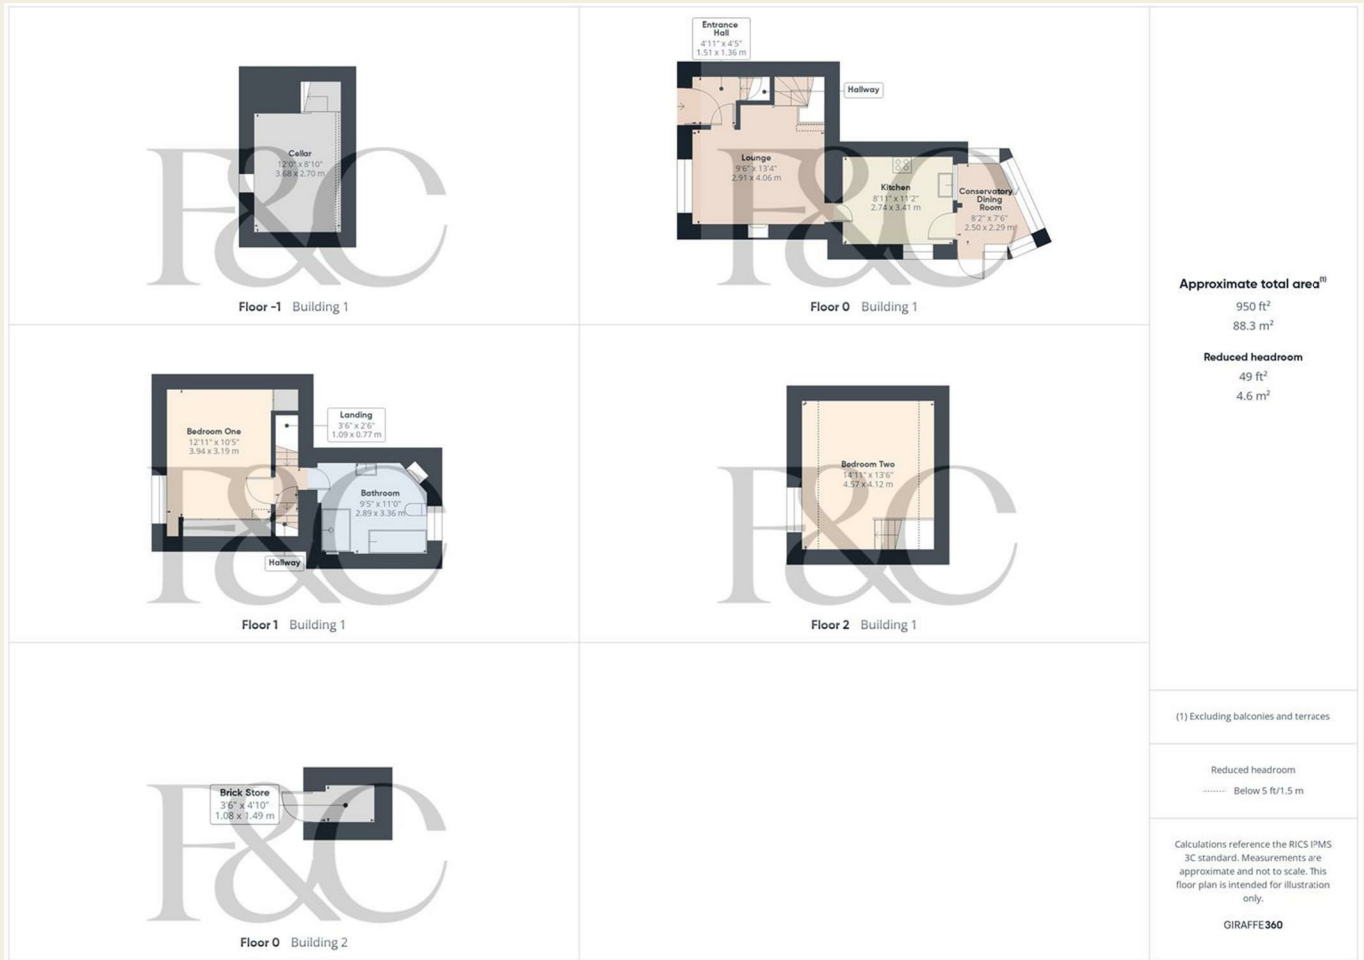 Cellar
12'0" x 8'10"
3.68 x 2.70 m
F&C
Floor -1 Building 1
Entrance
Hall
4'11" x 4'5"
1.51 x 1.36 m
Hallway
Lounge
9'6" x 13'4"
2.91 x 4.06 m
Kitchen
8'11" x 11'2"
2.74 x 3.41 m
Conservatory/
Dining
Room
8'2" x 7'6"
2.50 x 2.29 m
F&C
Floor 0 Building 1
Bedroom One
12'11" x 10'5"
3.94 x 3.19 m
Landing
3'6" x 2'6"
1.09 x 0.77 m
Bathroom
9'5" x 11'0"
2.89 x 3.36 m
Hallway
F&C
Floor 1 Building 1
Bedroom Two
14'11" x 13'6"
4.57 x 4.12 m
F&C
Floor 2 Building 1
Brick Store
3'6" x 4'10"
1.08 x 1.49 m
F&C
Floor 0 Building 2
Approximate total area(1)
950 ft²
88.3 m²
Reduced headroom
49 ft²
4.6 m²
(1) Excluding balconies and terraces
Reduced headroom
Below 5 ft/1.5 m
Calculations reference the RICS IPMS
3C standard. Measurements are
approximate and not to scale. This
floor plan is intended for illustration
only.
GIRAFFE360